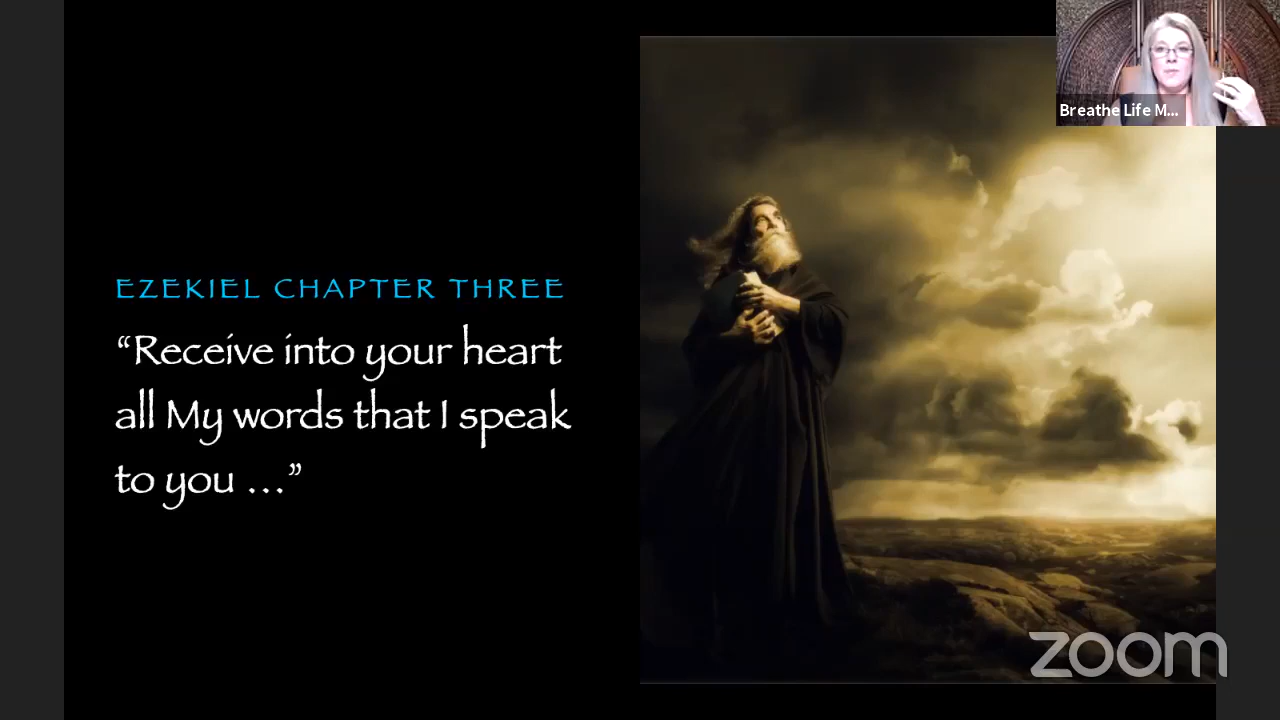 Breathe Life M...
EZEKIEL CHAPTER THREE
“Receive into your heart
all My words that I speak
to you …”
zoom